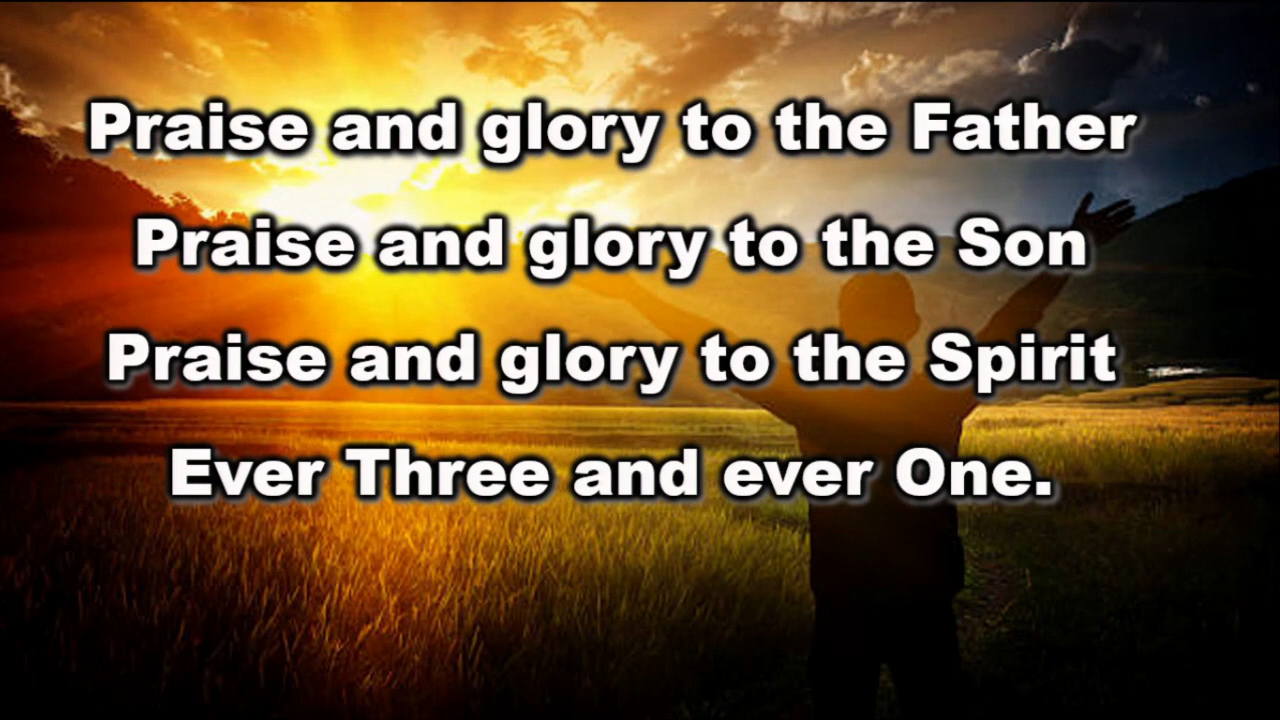 Praise and glory to the Father
Praise and glory to the Son
Praise and glory to the Spirit
Ever Three and ever One.